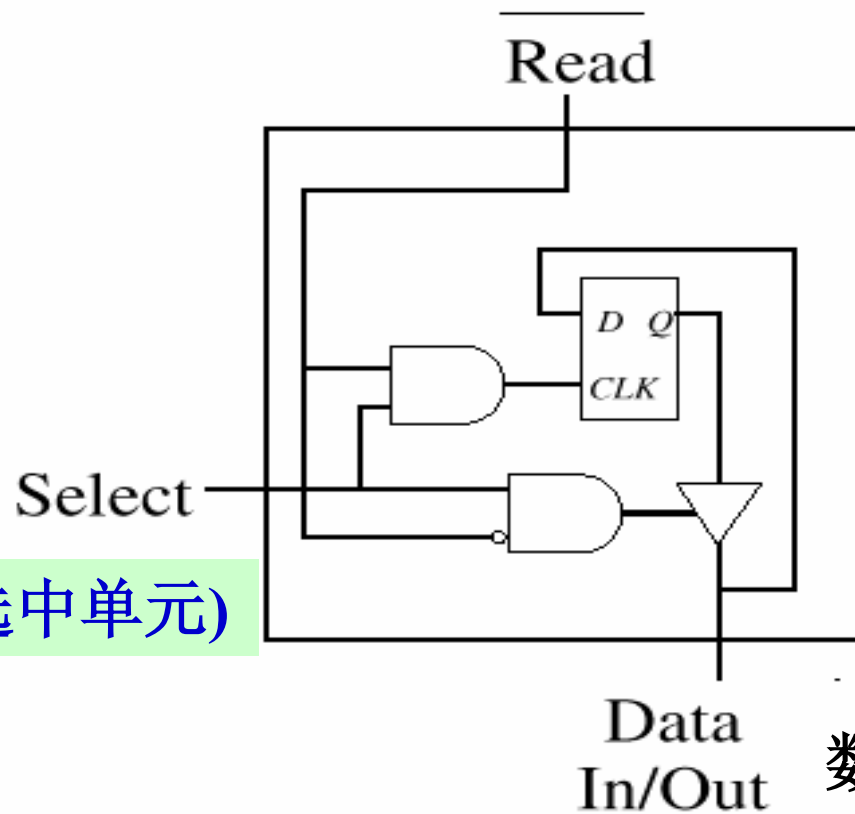 Read
D Q
CLK
Select
中单元)
Data
In/Out